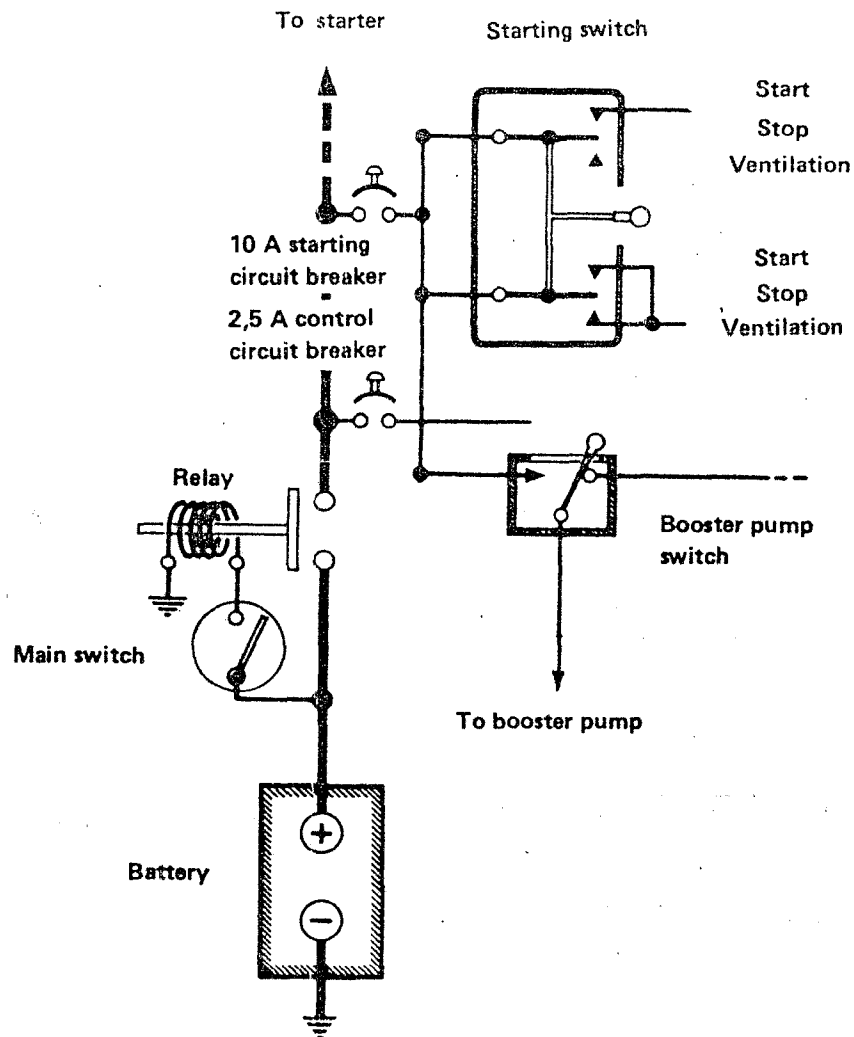 To starter
Starting switch
Start
Stop
Ventilation
10 A starting
circuit breaker
2,5 A control
circuit breaker
Start
Stop
Ventilation
Relay
Booster pump
switch
Main switch
To booster pump
Battery
+
−